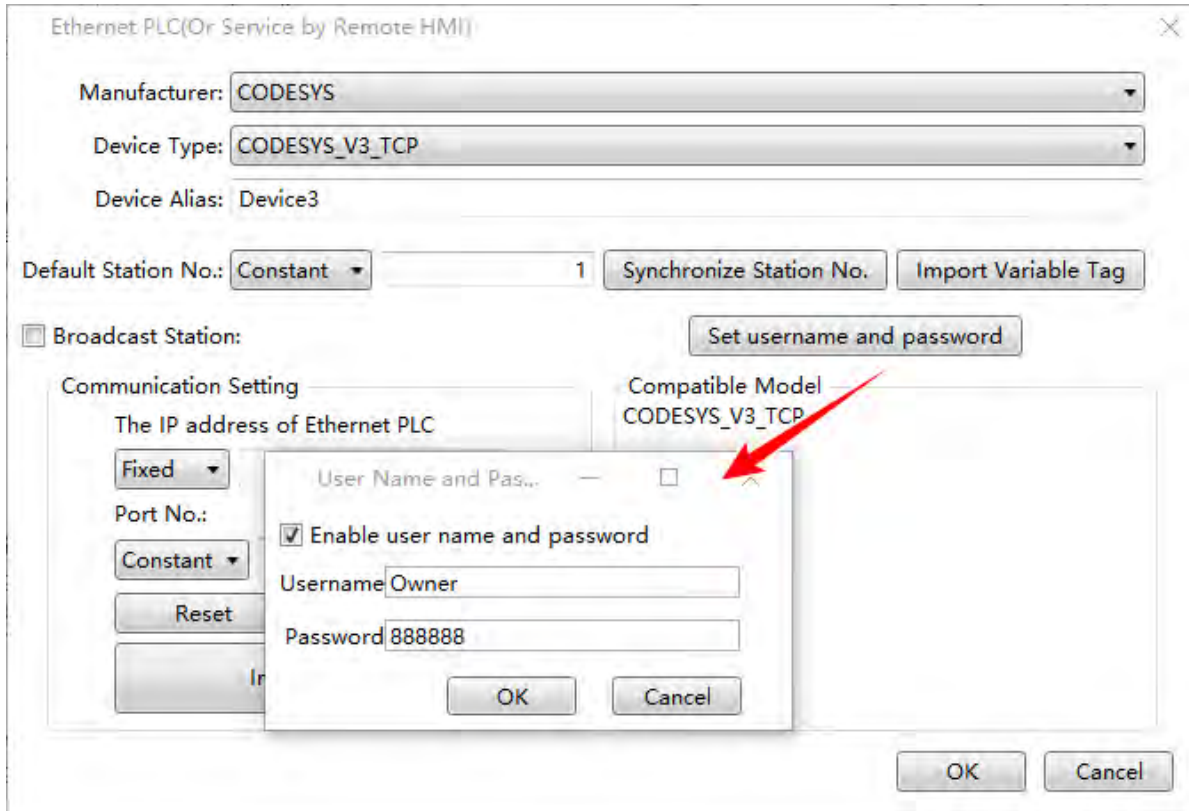 Ethernet PLC(Or Service by Remote HMI)
Manufacturer: CODESYS
Device Type: CODESYS_V3_TCP
Device Alias: Device3
Default Station No.: Constant 1 Synchronize Station No. Import Variable Tag
Broadcast Station: Set username and password
Communication Setting
The IP address of Ethernet PLC
Fixed
Port No.:
Constant
Reset
Compatible Model
CODESYS_V3_TCP
User Name and Pas...
Enable user name and password
Username Owner
Password 888888
OK Cancel
OK Cancel